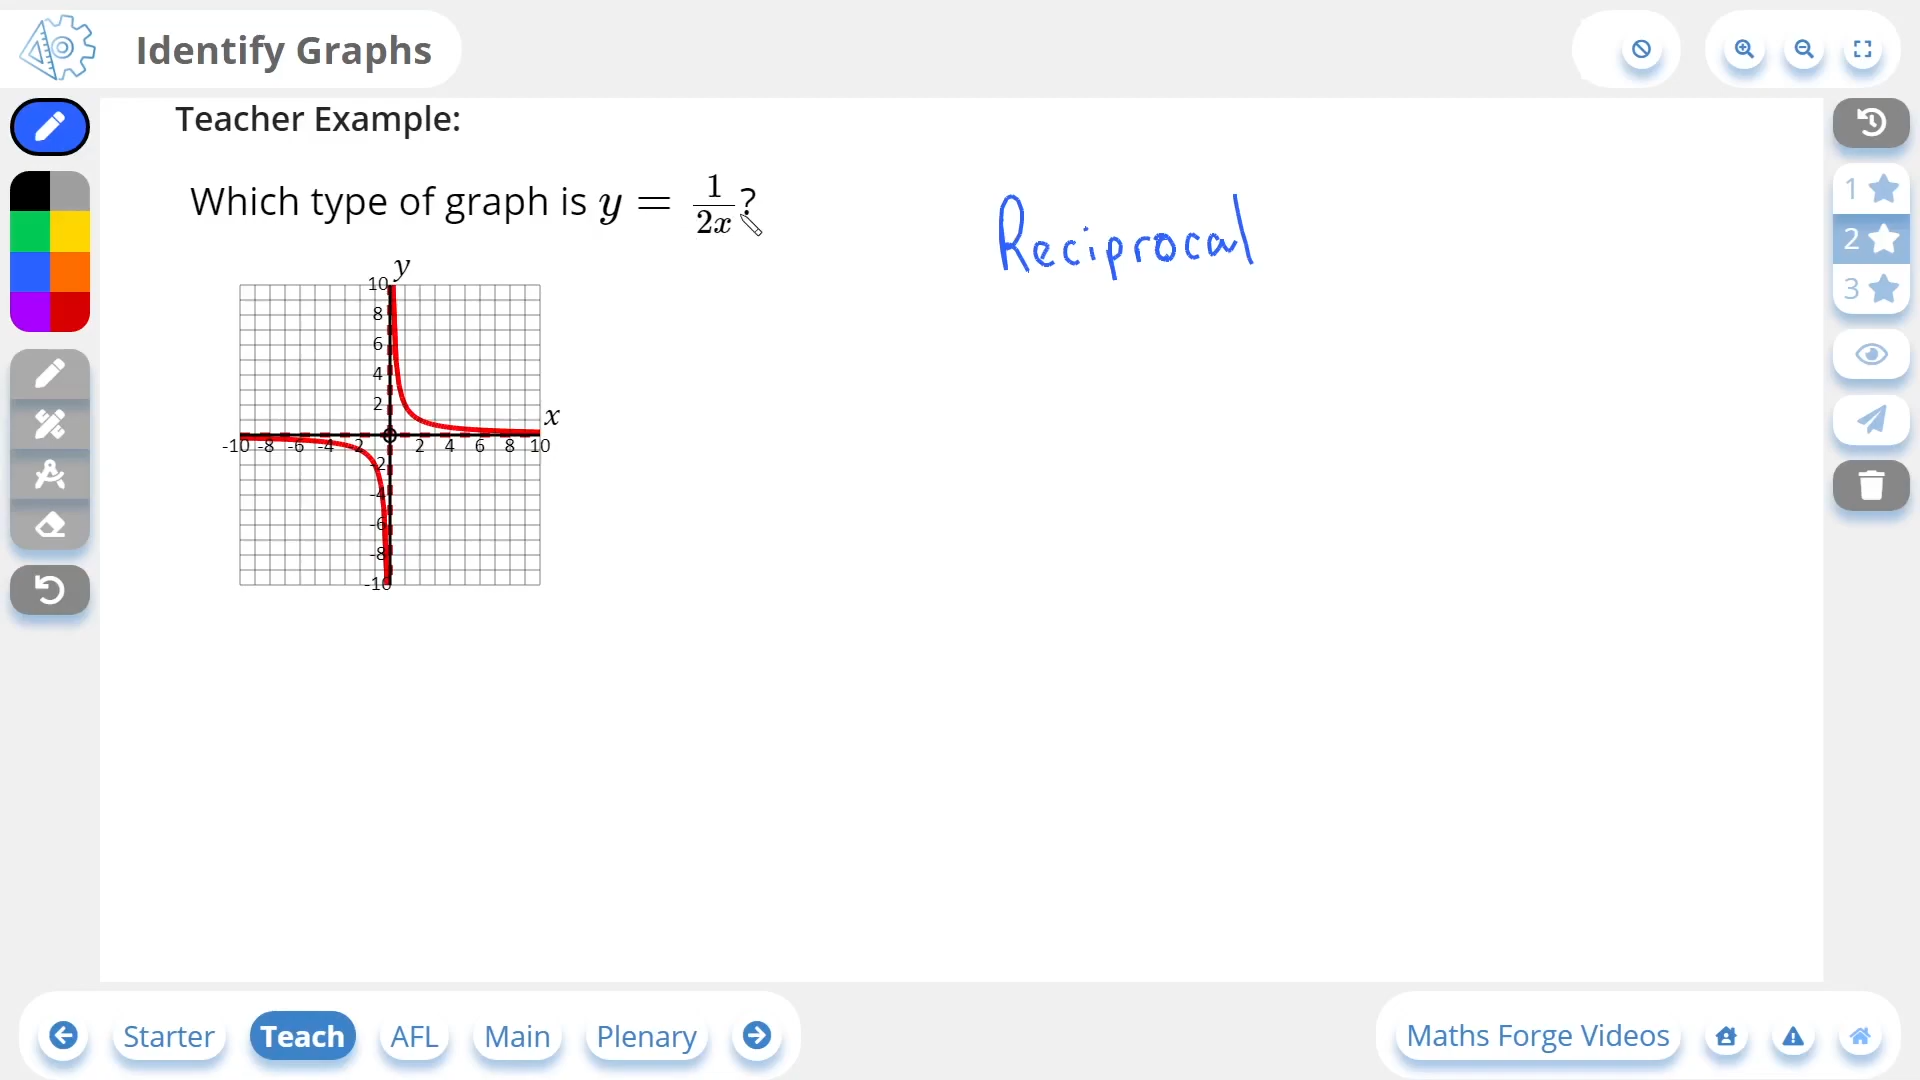 Identify Graphs
Teacher Example:
Which type of graph is y = 1/2x?
Reciprocal
y
10
8
6
4
2
x
-10 -8 -6 -4 -2 2 4 6 8 10
-2
-4
-6
-8
-10
1
2
3
Starter Teach AFL Main Plenary
Maths Forge Videos